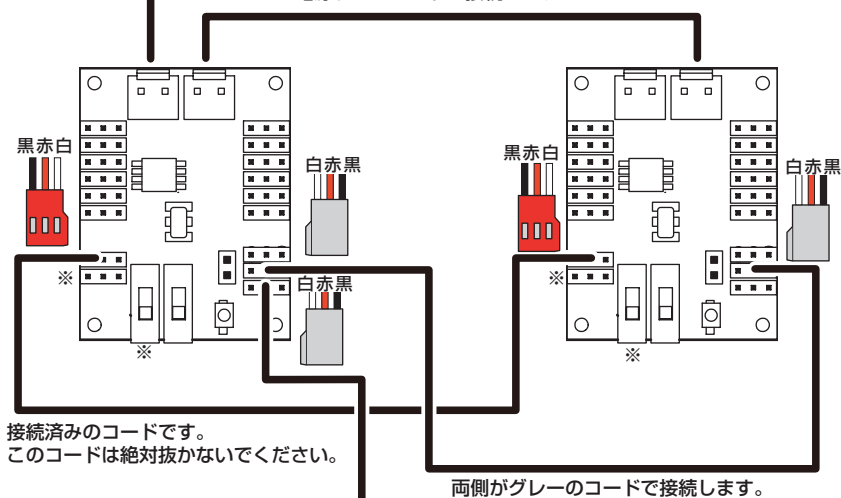 黒赤白
白赤黒
黒赤白
白赤黒
※
※
白赤黒
※
※
接続済みのコードです。
このコードは絶対抜かないでください。
両側がグレーのコードで接続します。